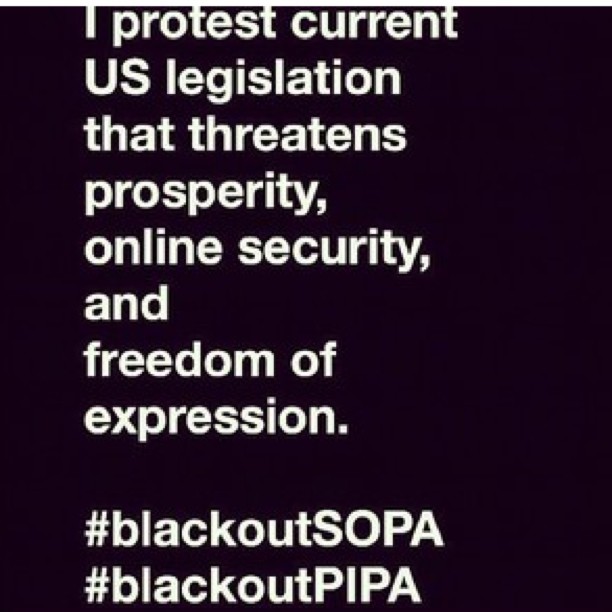 I protest current
US legislation
that threatens
prosperity,
online security,
and
freedom of
expression.
#blackoutSOPA
#blackoutPIPA